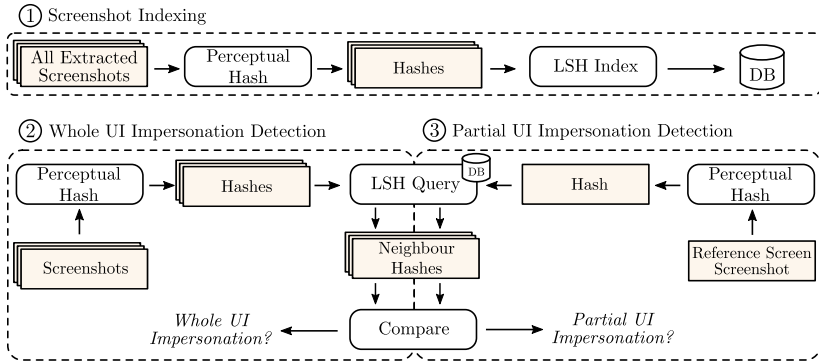 1 Screenshot Indexing
All Extracted
Screenshots
Perceptual
Hash
Hashes
LSH Index
DB
2 Whole UI Impersonation Detection
Perceptual
Hash
Hashes
Screenshots
3 Partial UI Impersonation Detection
LSH Query
DB
Hash
Perceptual
Hash
Reference Screen
Screenshot
Neighbour
Hashes
Compare
Whole UI
Impersonation?
Partial UI
Impersonation?